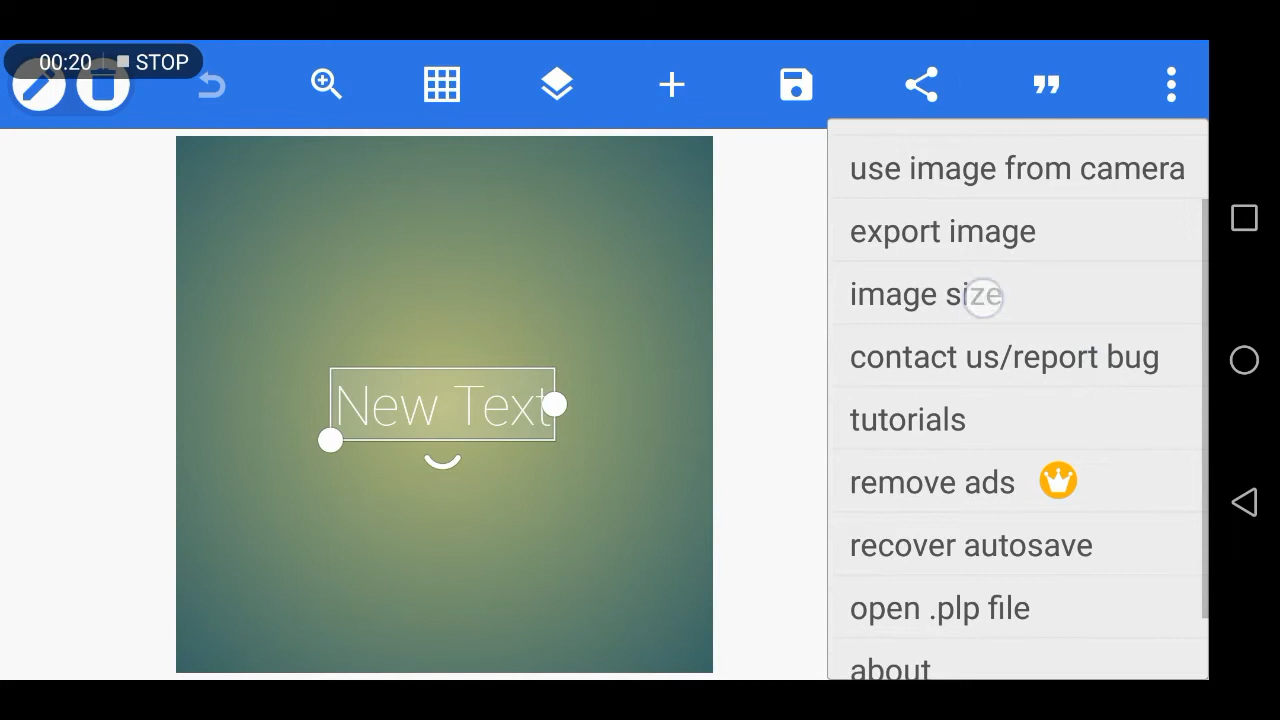 00:20 STOP
use image from camera
export image
image size
contact us/report bug
tutorials
remove ads
recover autosave
open .plp file
about
New Text